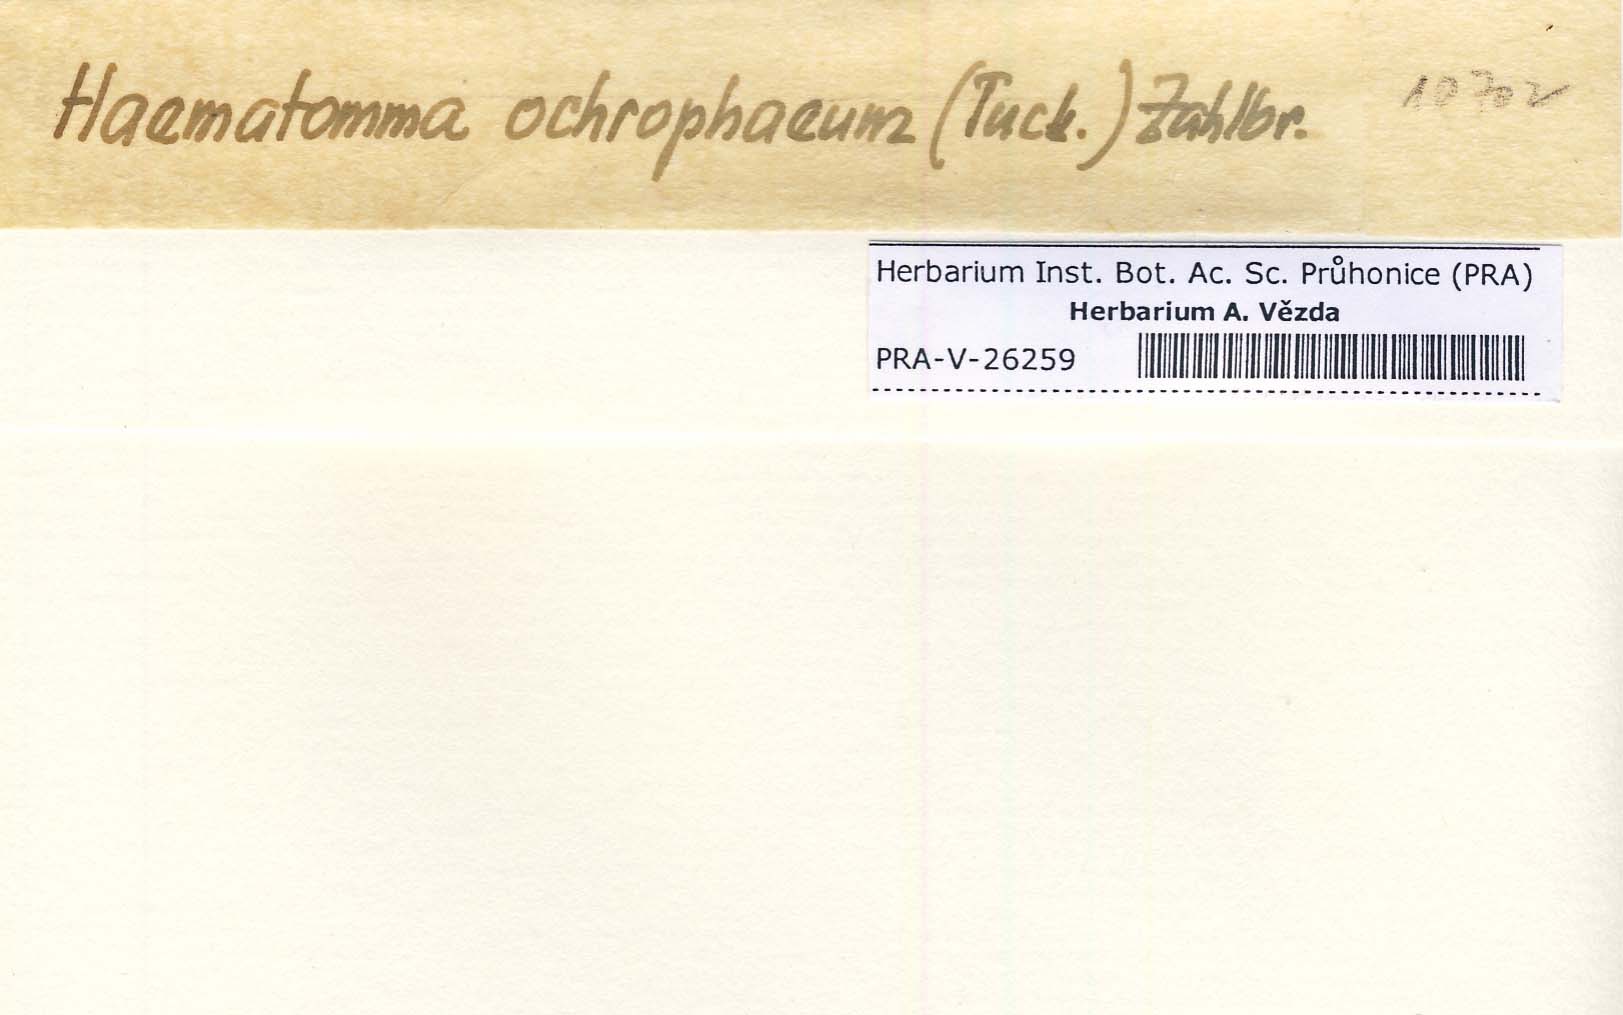 Haematomma ochrophaeum (Tuck.) Zahlbr.
Herbarium Inst. Bot. Ac. Sc. Průhonice (PRA)
Herbarium A. Vězda
PRA-V-26259